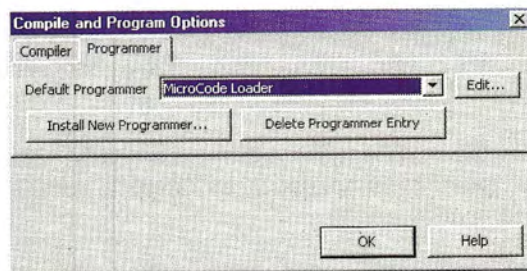 Compile and Program Options
Compiler Programmer
Default Programmer MicroCode Loader Edit...
Install New Programmer... Delete Programmer Entry
OK Help